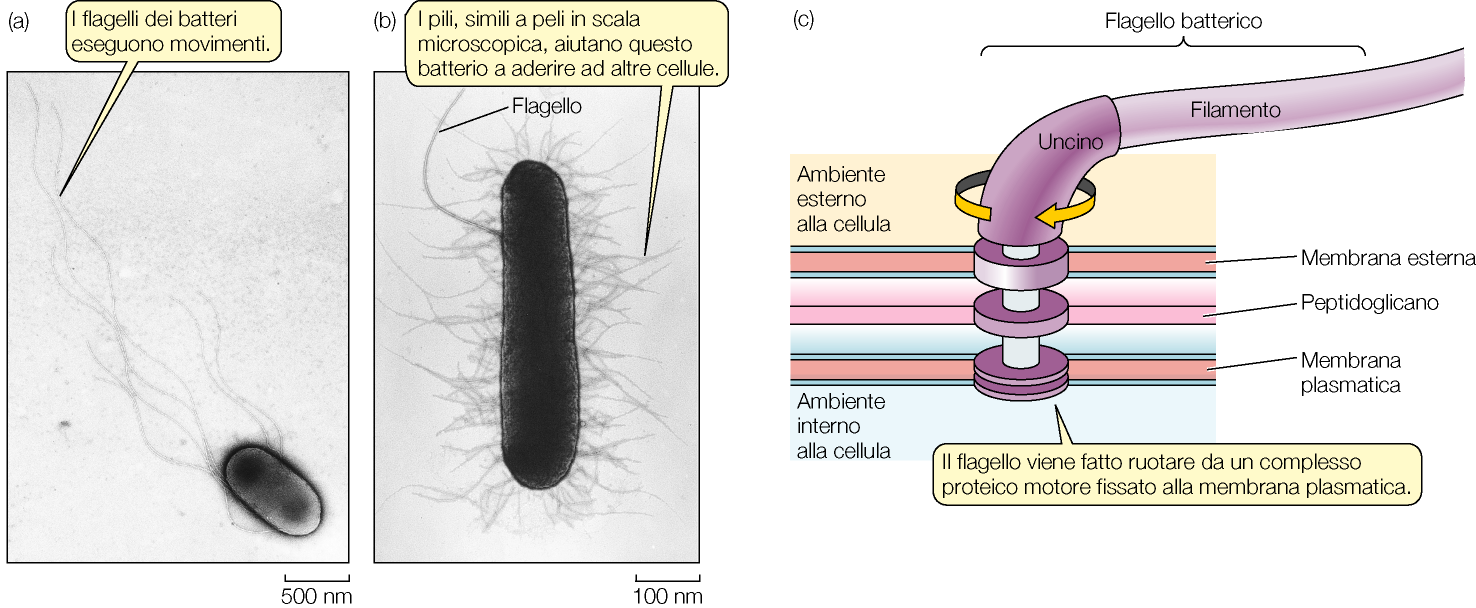 (a)
I flagelli dei batteri
eseguono movimenti.
500 nm
(b)
I pili, simili a peli in scala
microscopica, aiutano questo
batterio a aderire ad altre cellule.
Flagello
100 nm
(c)
Flagello batterico
Filamento
Uncino
Ambiente
esterno
alla cellula
Membrana esterna
Peptidoglicano
Membrana
plasmatica
Ambiente
interno
alla cellula
Il flagello viene fatto ruotare da un complesso
proteico motore fissato alla membrana plasmatica.